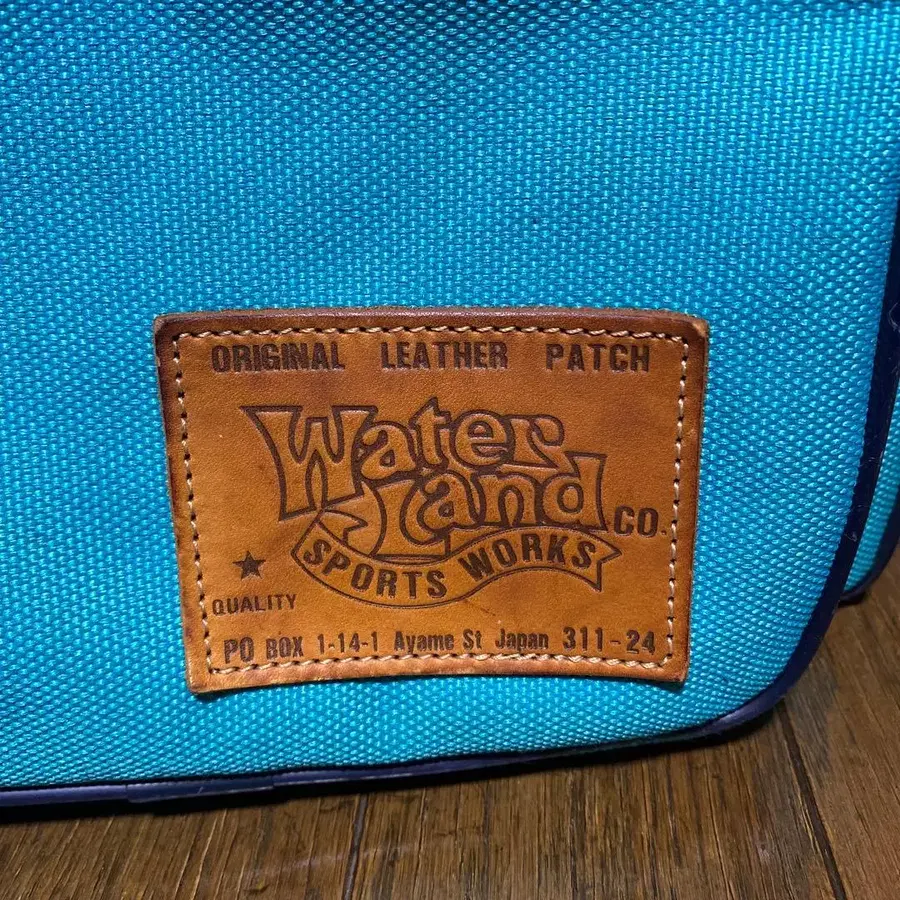 ORIGINAL LEATHER PATCH
Water
Land CO.
SPORTS WORKS
★
QUALITY
PO BOX 1-14-1 Ayame St Japan 311-24